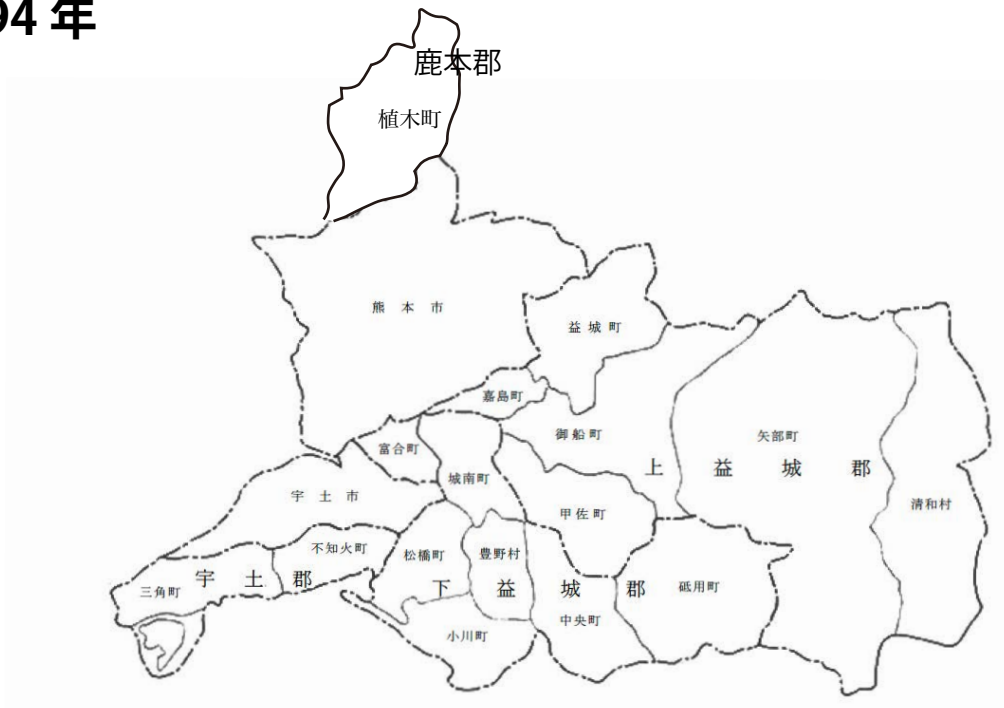 94年
鹿本郡
植木町
熊本市
益城町
嘉島町
御船町
矢部町
富合町
上益城郡
城南町
宇土市
清和村
甲佐町
不知火町
松橋町
豊野村
宇土郡
三角町
下益城郡
砥用町
中央町
小川町